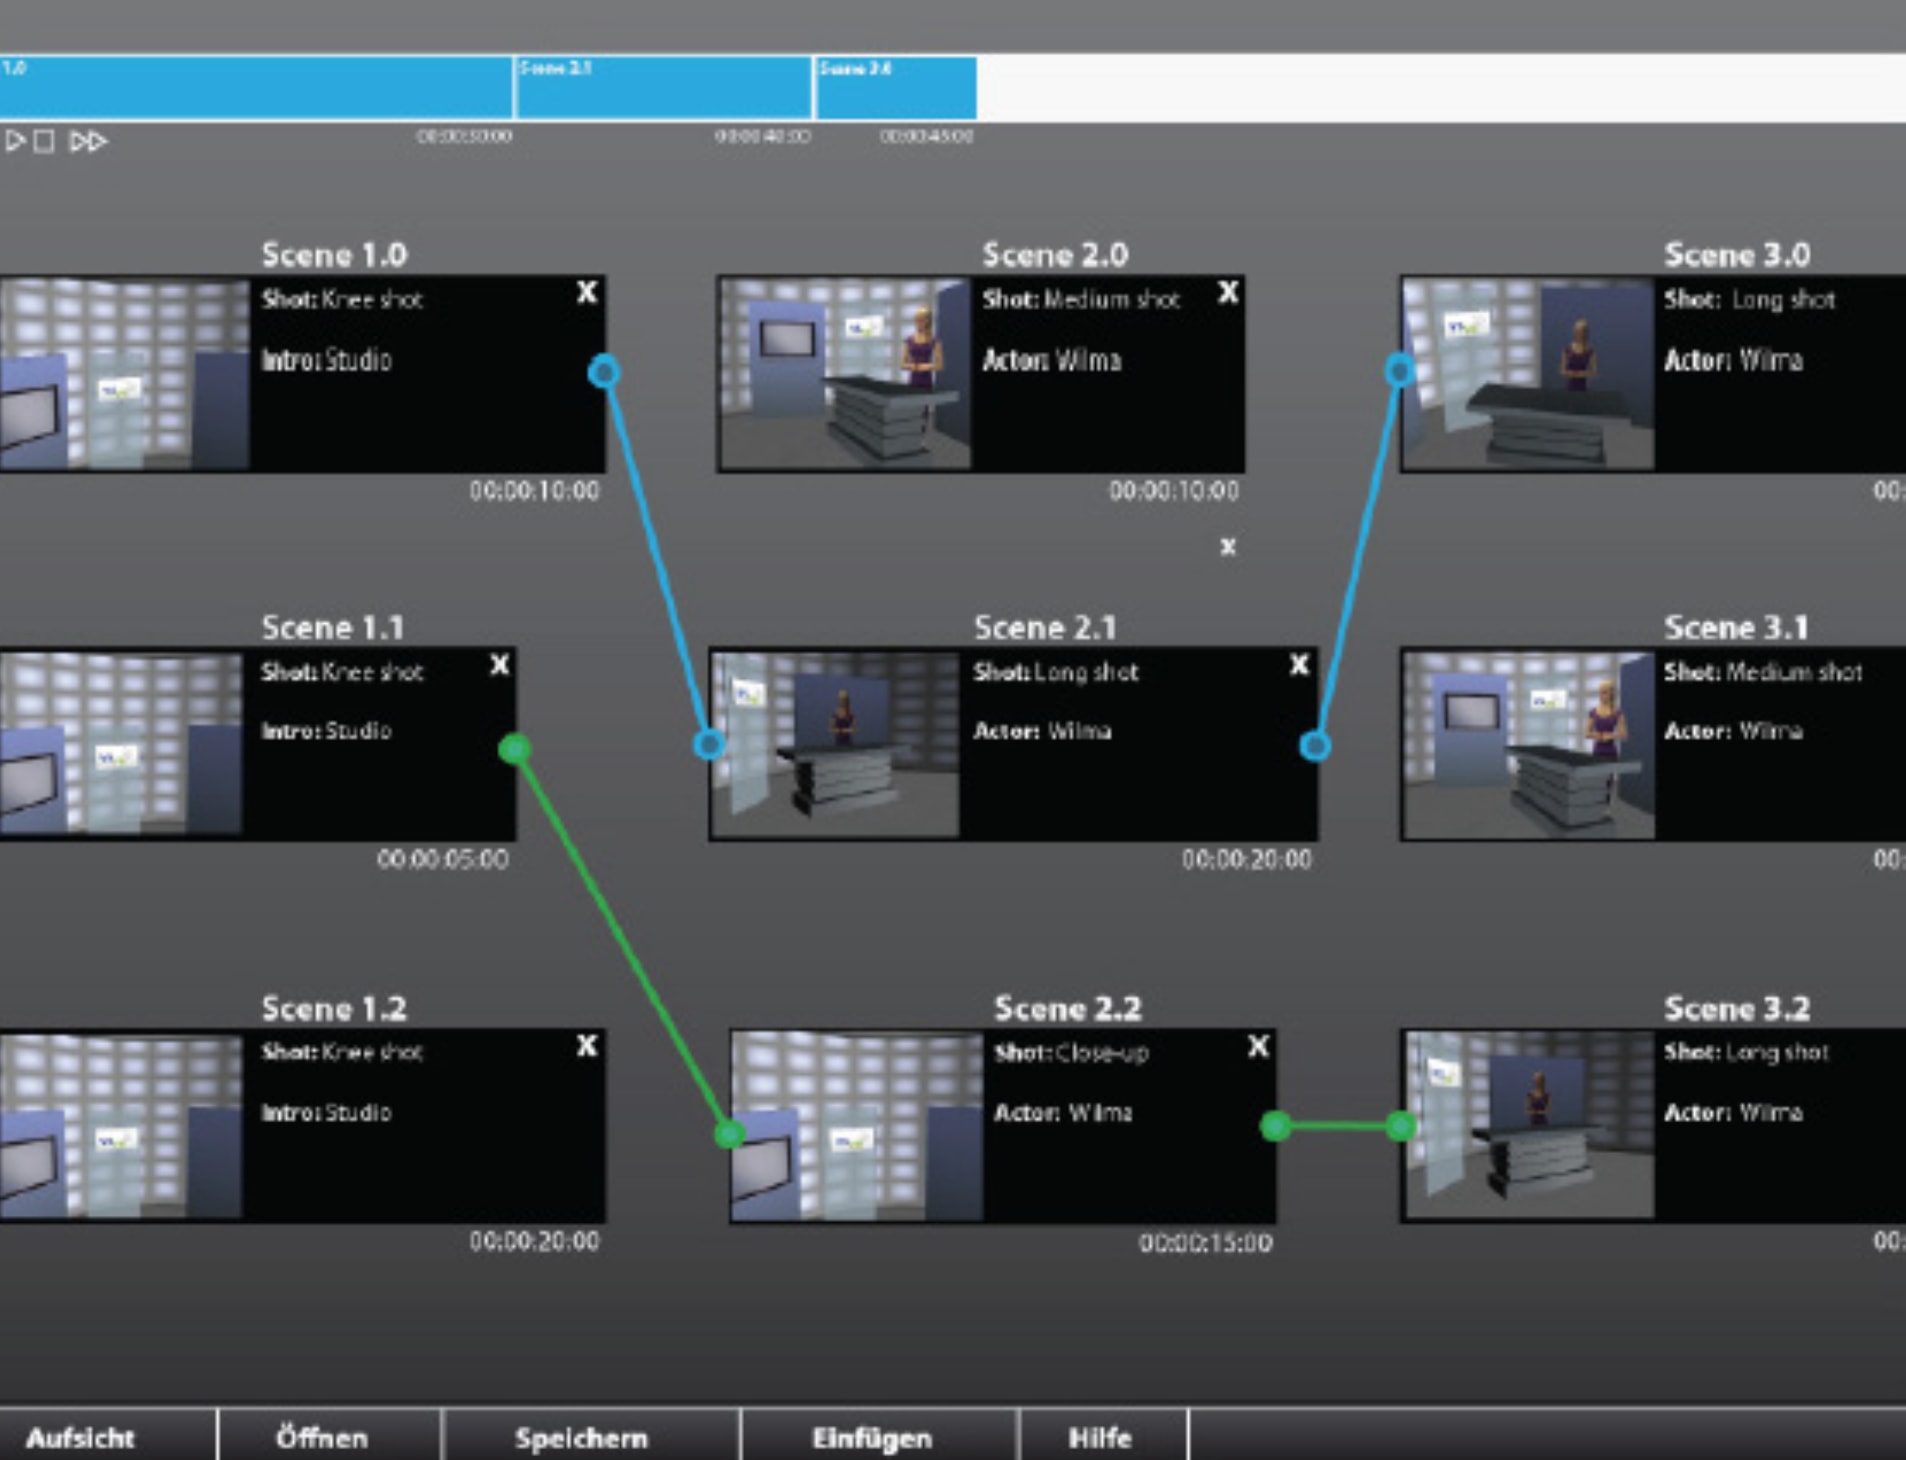 1.0 Scene 2.1 Scene 3.0
00:00:30:00 00:00:40:00 00:00:45:00
Scene 1.0 Scene 2.0 Scene 3.0
Shot: Knee shot X Shot: Medium shot X Shot: Long shot
Intro: Studio Actor: Wilma Actor: Wilma
00:00:10:00 00:00:10:00 00:
x
Scene 1.1 Scene 2.1 Scene 3.1
Shot: Knee shot X Shot: Long shot X Shot: Medium shot
Intro: Studio Actor: Wilma Actor: Wilma
00:00:05:00 00:00:20:00 00:
Scene 1.2 Scene 2.2 Scene 3.2
Shot: Knee shot X Shot: Close-up X Shot: Long shot
Intro: Studio Actor: Wilma Actor: Wilma
00:00:20:00 00:00:15:00 00:
Aufsicht Öffnen Speichern Einfügen Hilfe